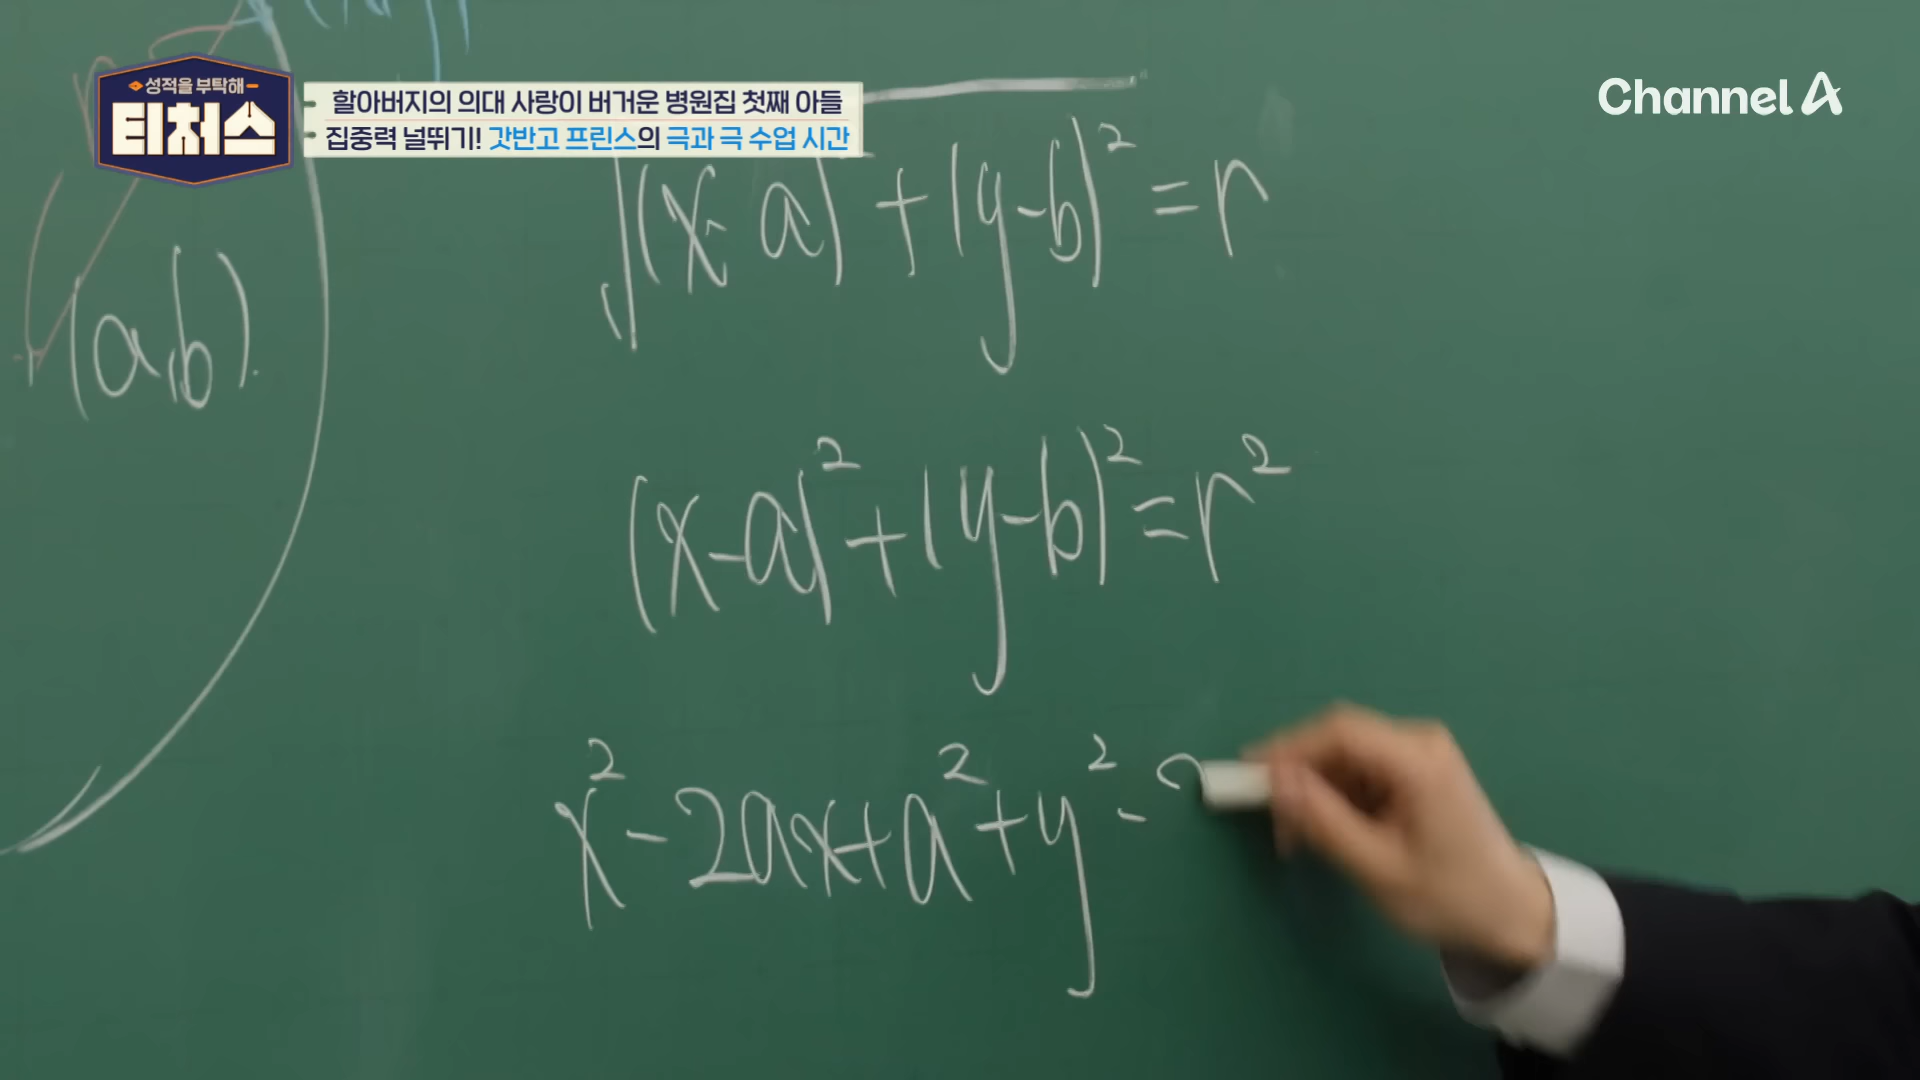 성적을 부탁해
티처스
할아버지의 의대 사랑이 버거운 병원집 첫째 아들
집중력 널뛰기! 갓반고 프린스의 극과 극 수업 시간
Channel A
(a,b)
√(x-a)²+(y-b)²=r
(x-a)²+(y-b)²=r²
x²-2ax+a²+y²-